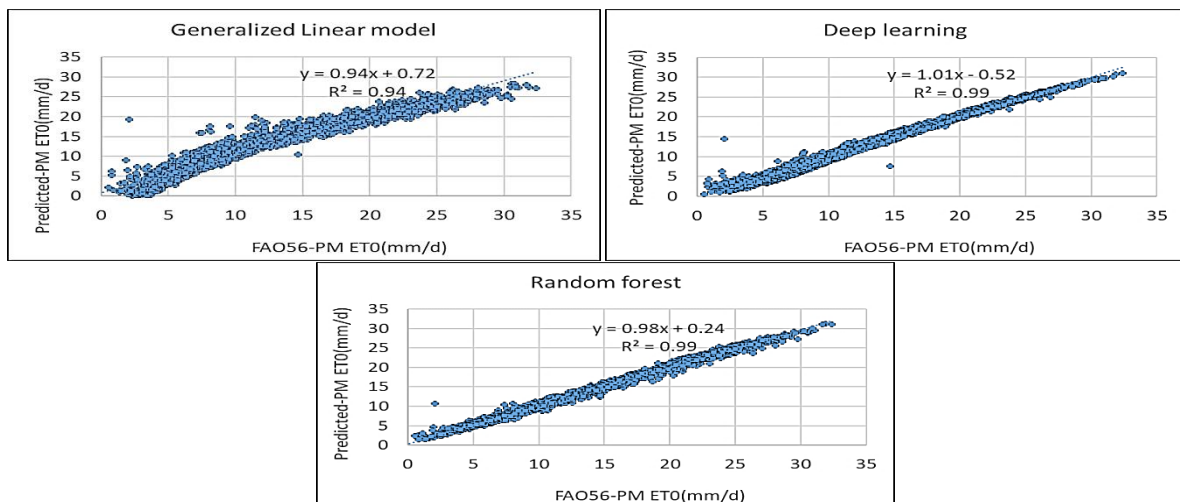 Generalized Linear model
y = 0.94x + 0.72
R² = 0.94
Predicted-PM ET0(mm/d)
35
30
25
20
15
10
5
0
0 5 10 15 20 25 30 35
FAO56-PM ET0(mm/d)
Deep learning
y = 1.01x - 0.52
R² = 0.99
Predicted-PM ET0(mm/d)
35
30
25
20
15
10
5
0
0 5 10 15 20 25 30 35
FAO56-PM ET0(mm/d)
Random forest
y = 0.98x + 0.24
R² = 0.99
Predicted-PM ET0(mm/d)
35
30
25
20
15
10
5
0
0 5 10 15 20 25 30 35
FAO56-PM ET0(mm/d)